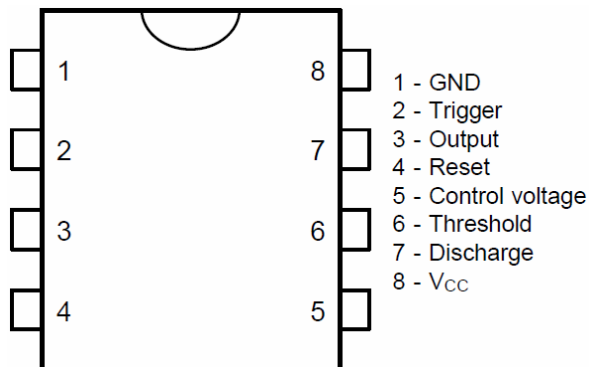 1 8
2 7
3 6
4 5
1 - GND
2 - Trigger
3 - Output
4 - Reset
5 - Control voltage
6 - Threshold
7 - Discharge
8 - VCC